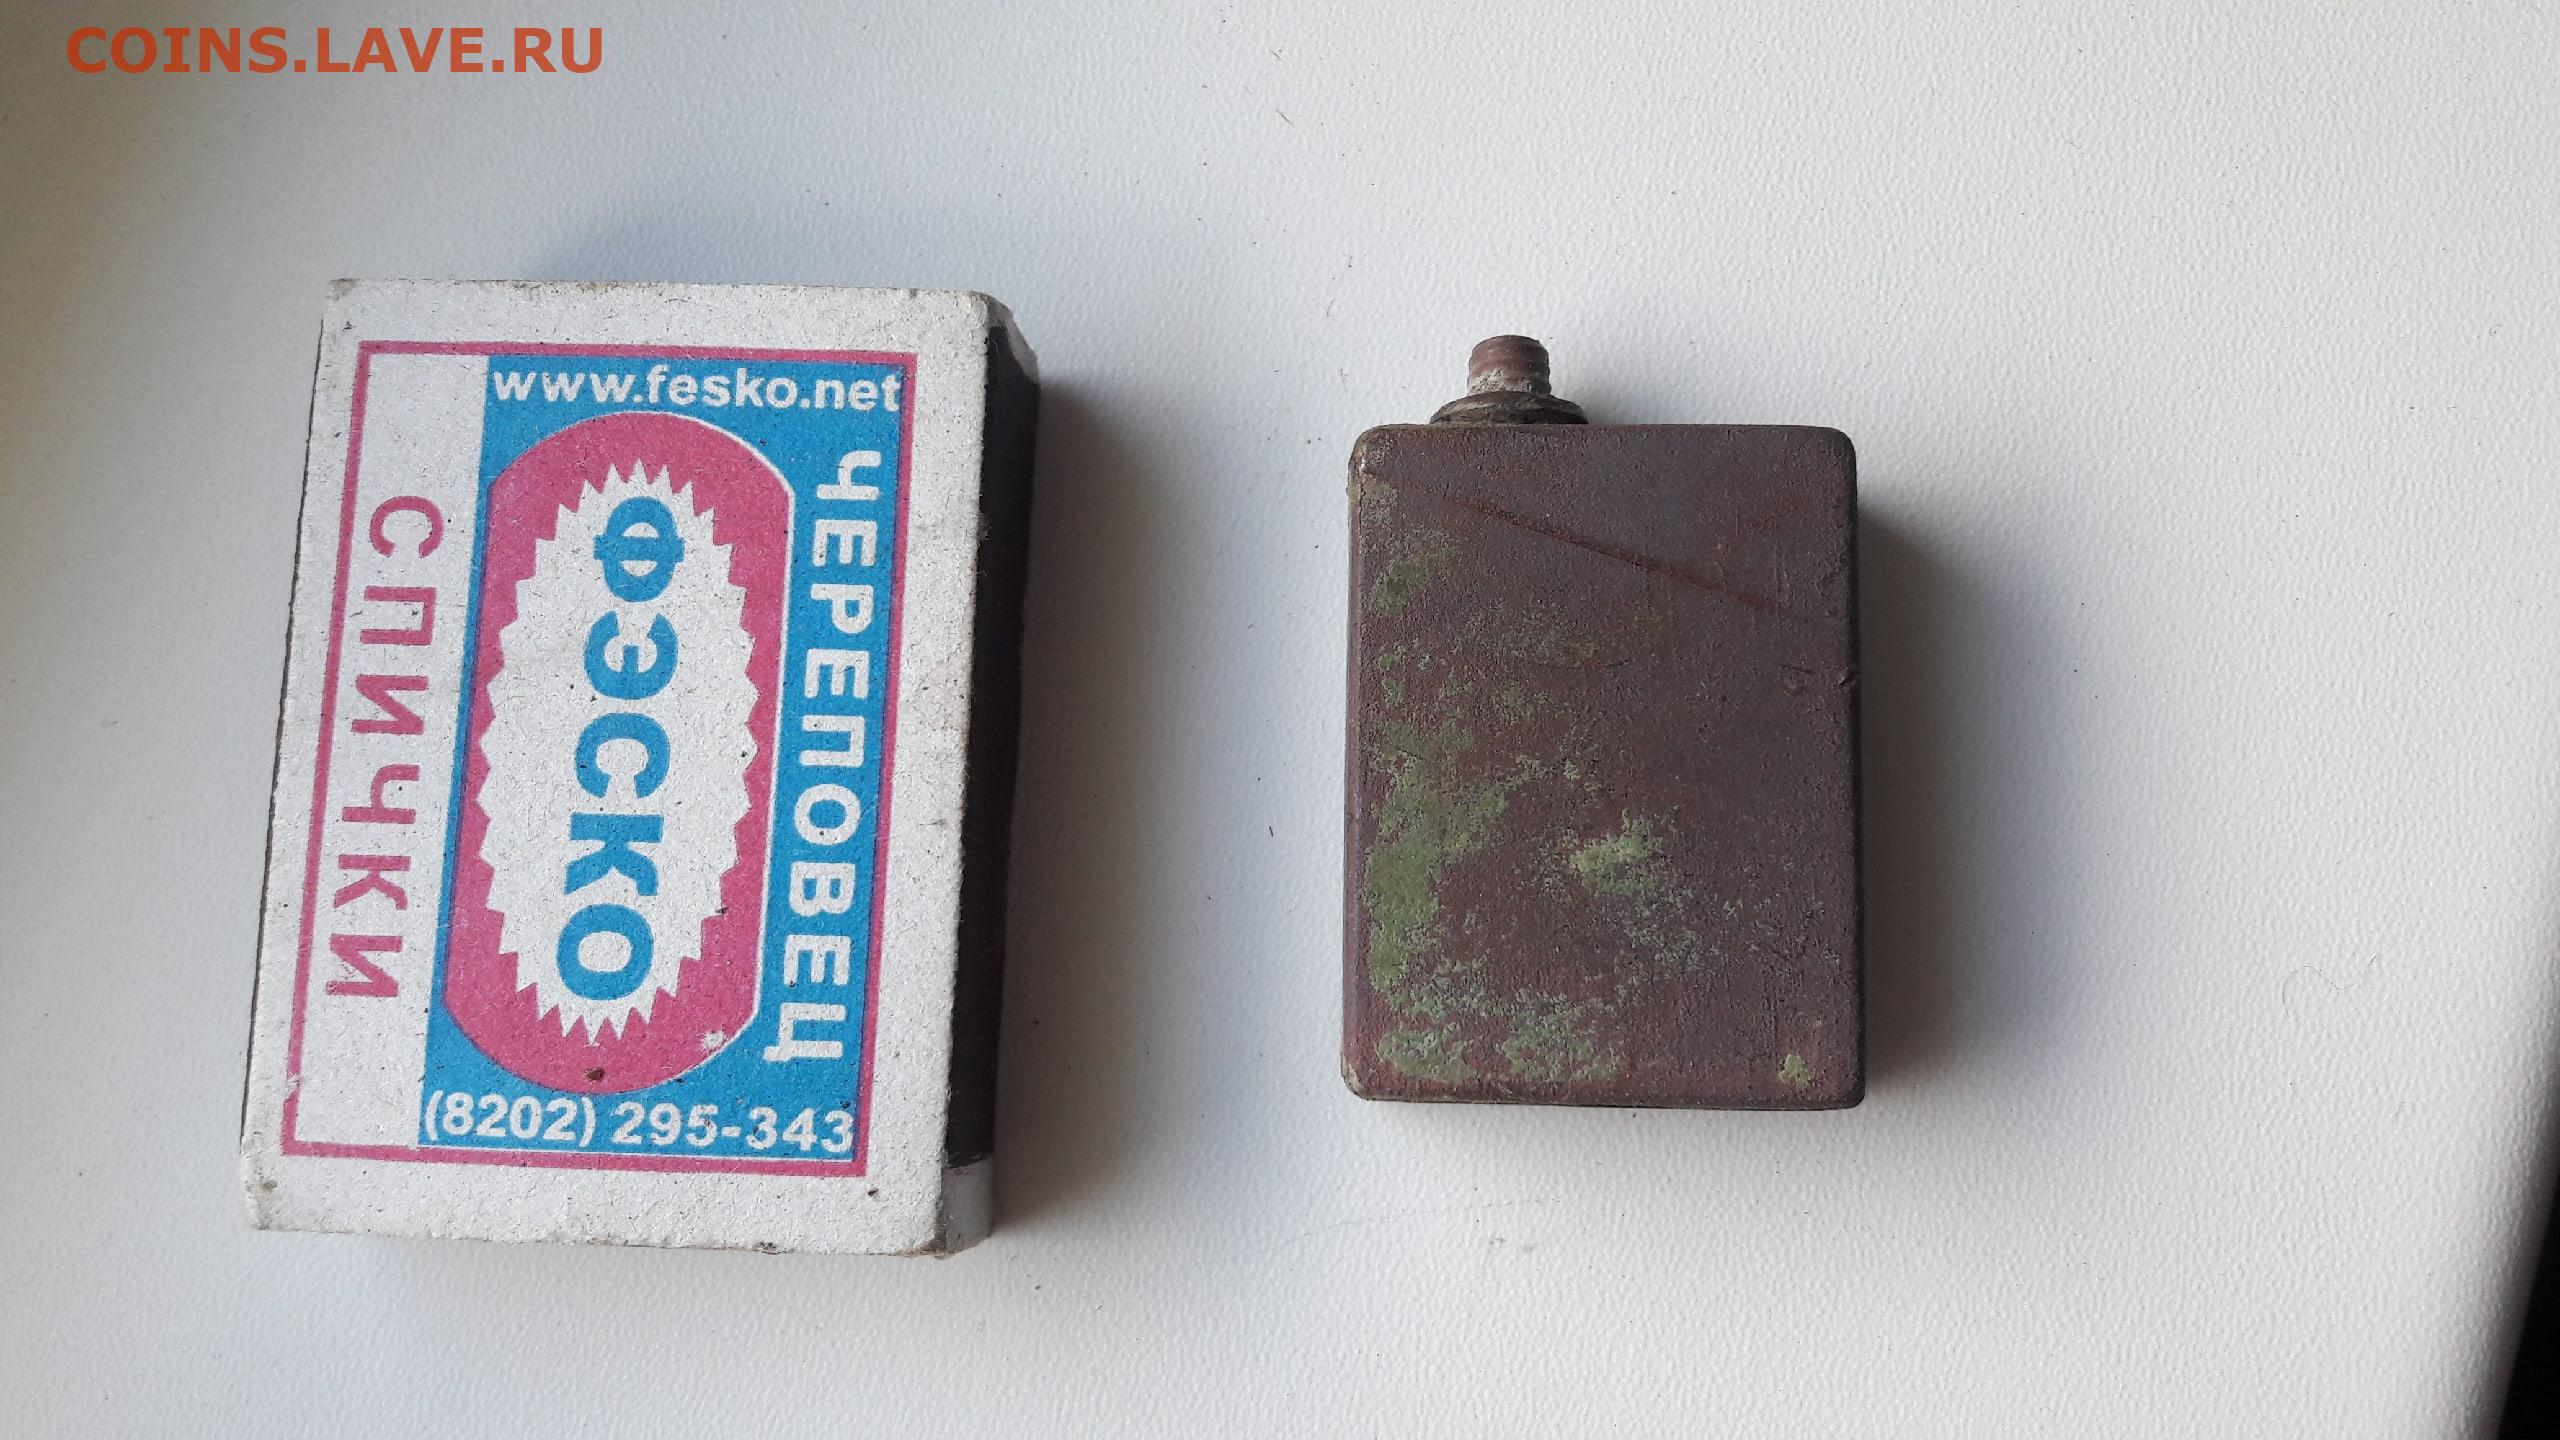 COINS.LAVE.RU
www.fesko.net
ЧЕРЕПОВЕЦ
ФЭСКО
СПИЧКИ
(8202) 295-343